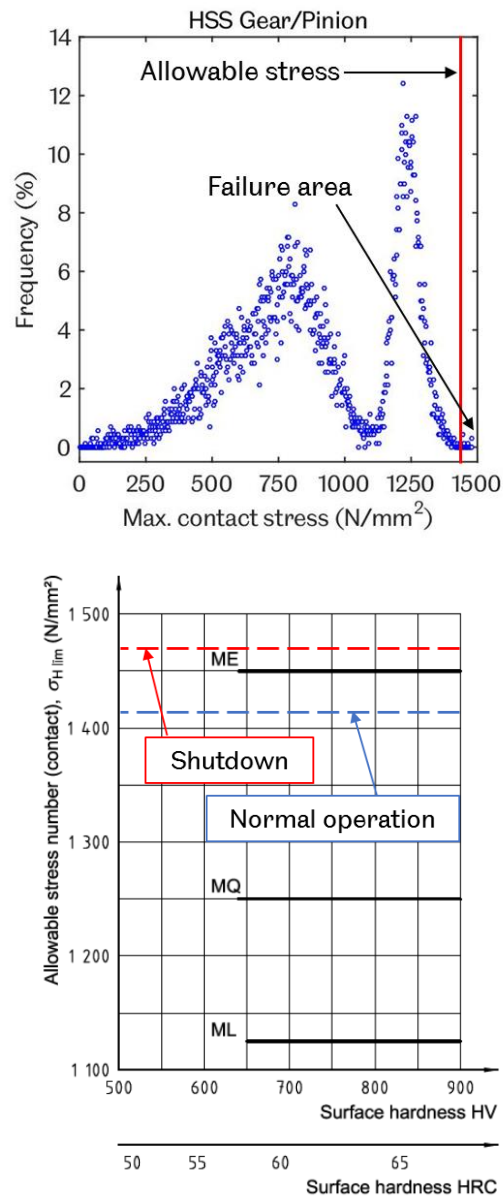 HSS Gear/Pinion
14
Allowable stress
12
10
Failure area
8
6
4
2
0
Frequency (%)
0 250 500 750 1000 1250 1500
Max. contact stress (N/mm²)
Allowable stress number (contact), σH lim (N/mm²)
1 500
ME
1 400
Shutdown
Normal operation
1 300
MQ
1 200
ML
1 100
500 600 700 800 900
Surface hardness HV
50 55 60 65
Surface hardness HRC